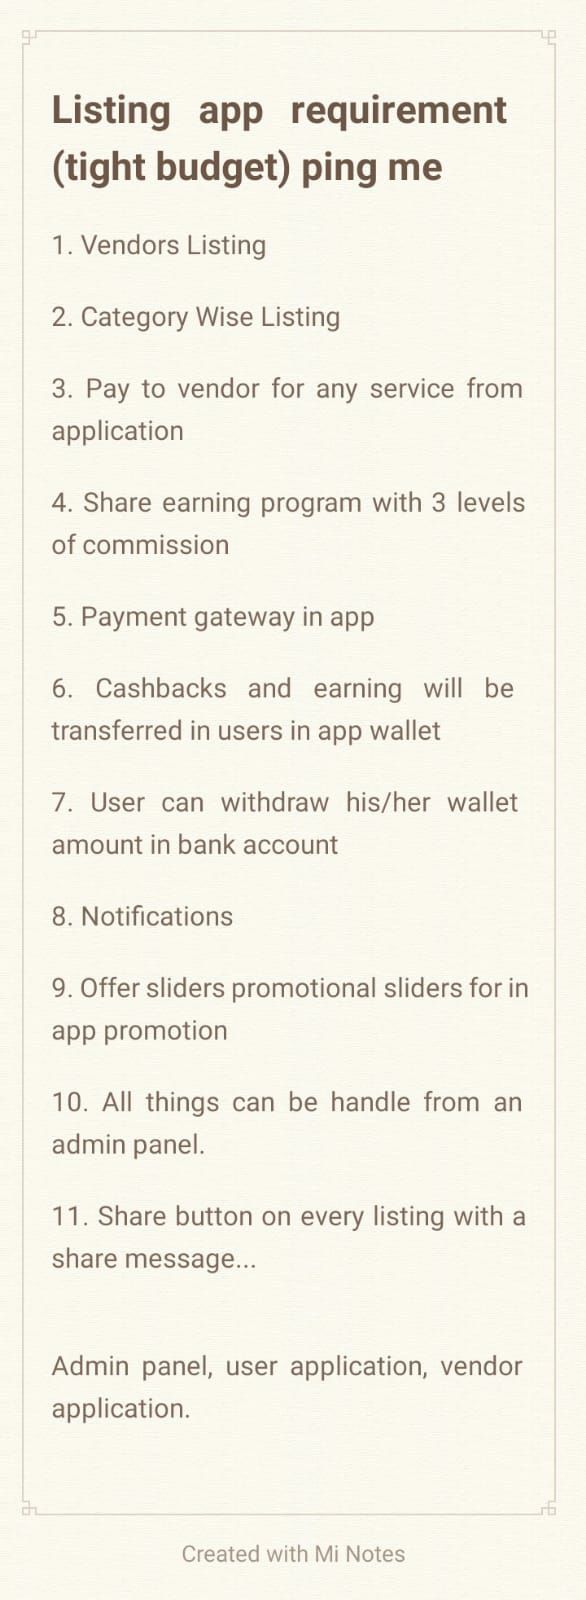 Listing app requirement
(tight budget) ping me
1. Vendors Listing
2. Category Wise Listing
3. Pay to vendor for any service from
application
4. Share earning program with 3 levels
of commission
5. Payment gateway in app
6. Cashbacks and earning will be
transferred in users in app wallet
7. User can withdraw his/her wallet
amount in bank account
8. Notifications
9. Offer sliders promotional sliders for in
app promotion
10. All things can be handle from an
admin panel.
11. Share button on every listing with a
share message...
Admin panel, user application, vendor
application.
Created with Mi Notes